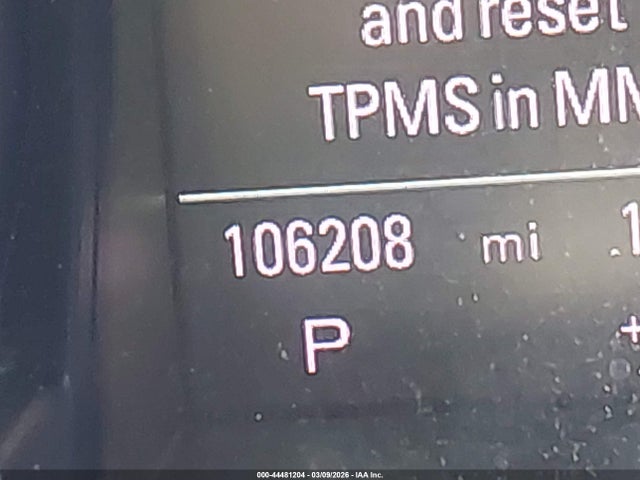 and reset
TPMS in MM
106208 mi
P
000-44481204 - 03/09/2026 - IAA Inc.